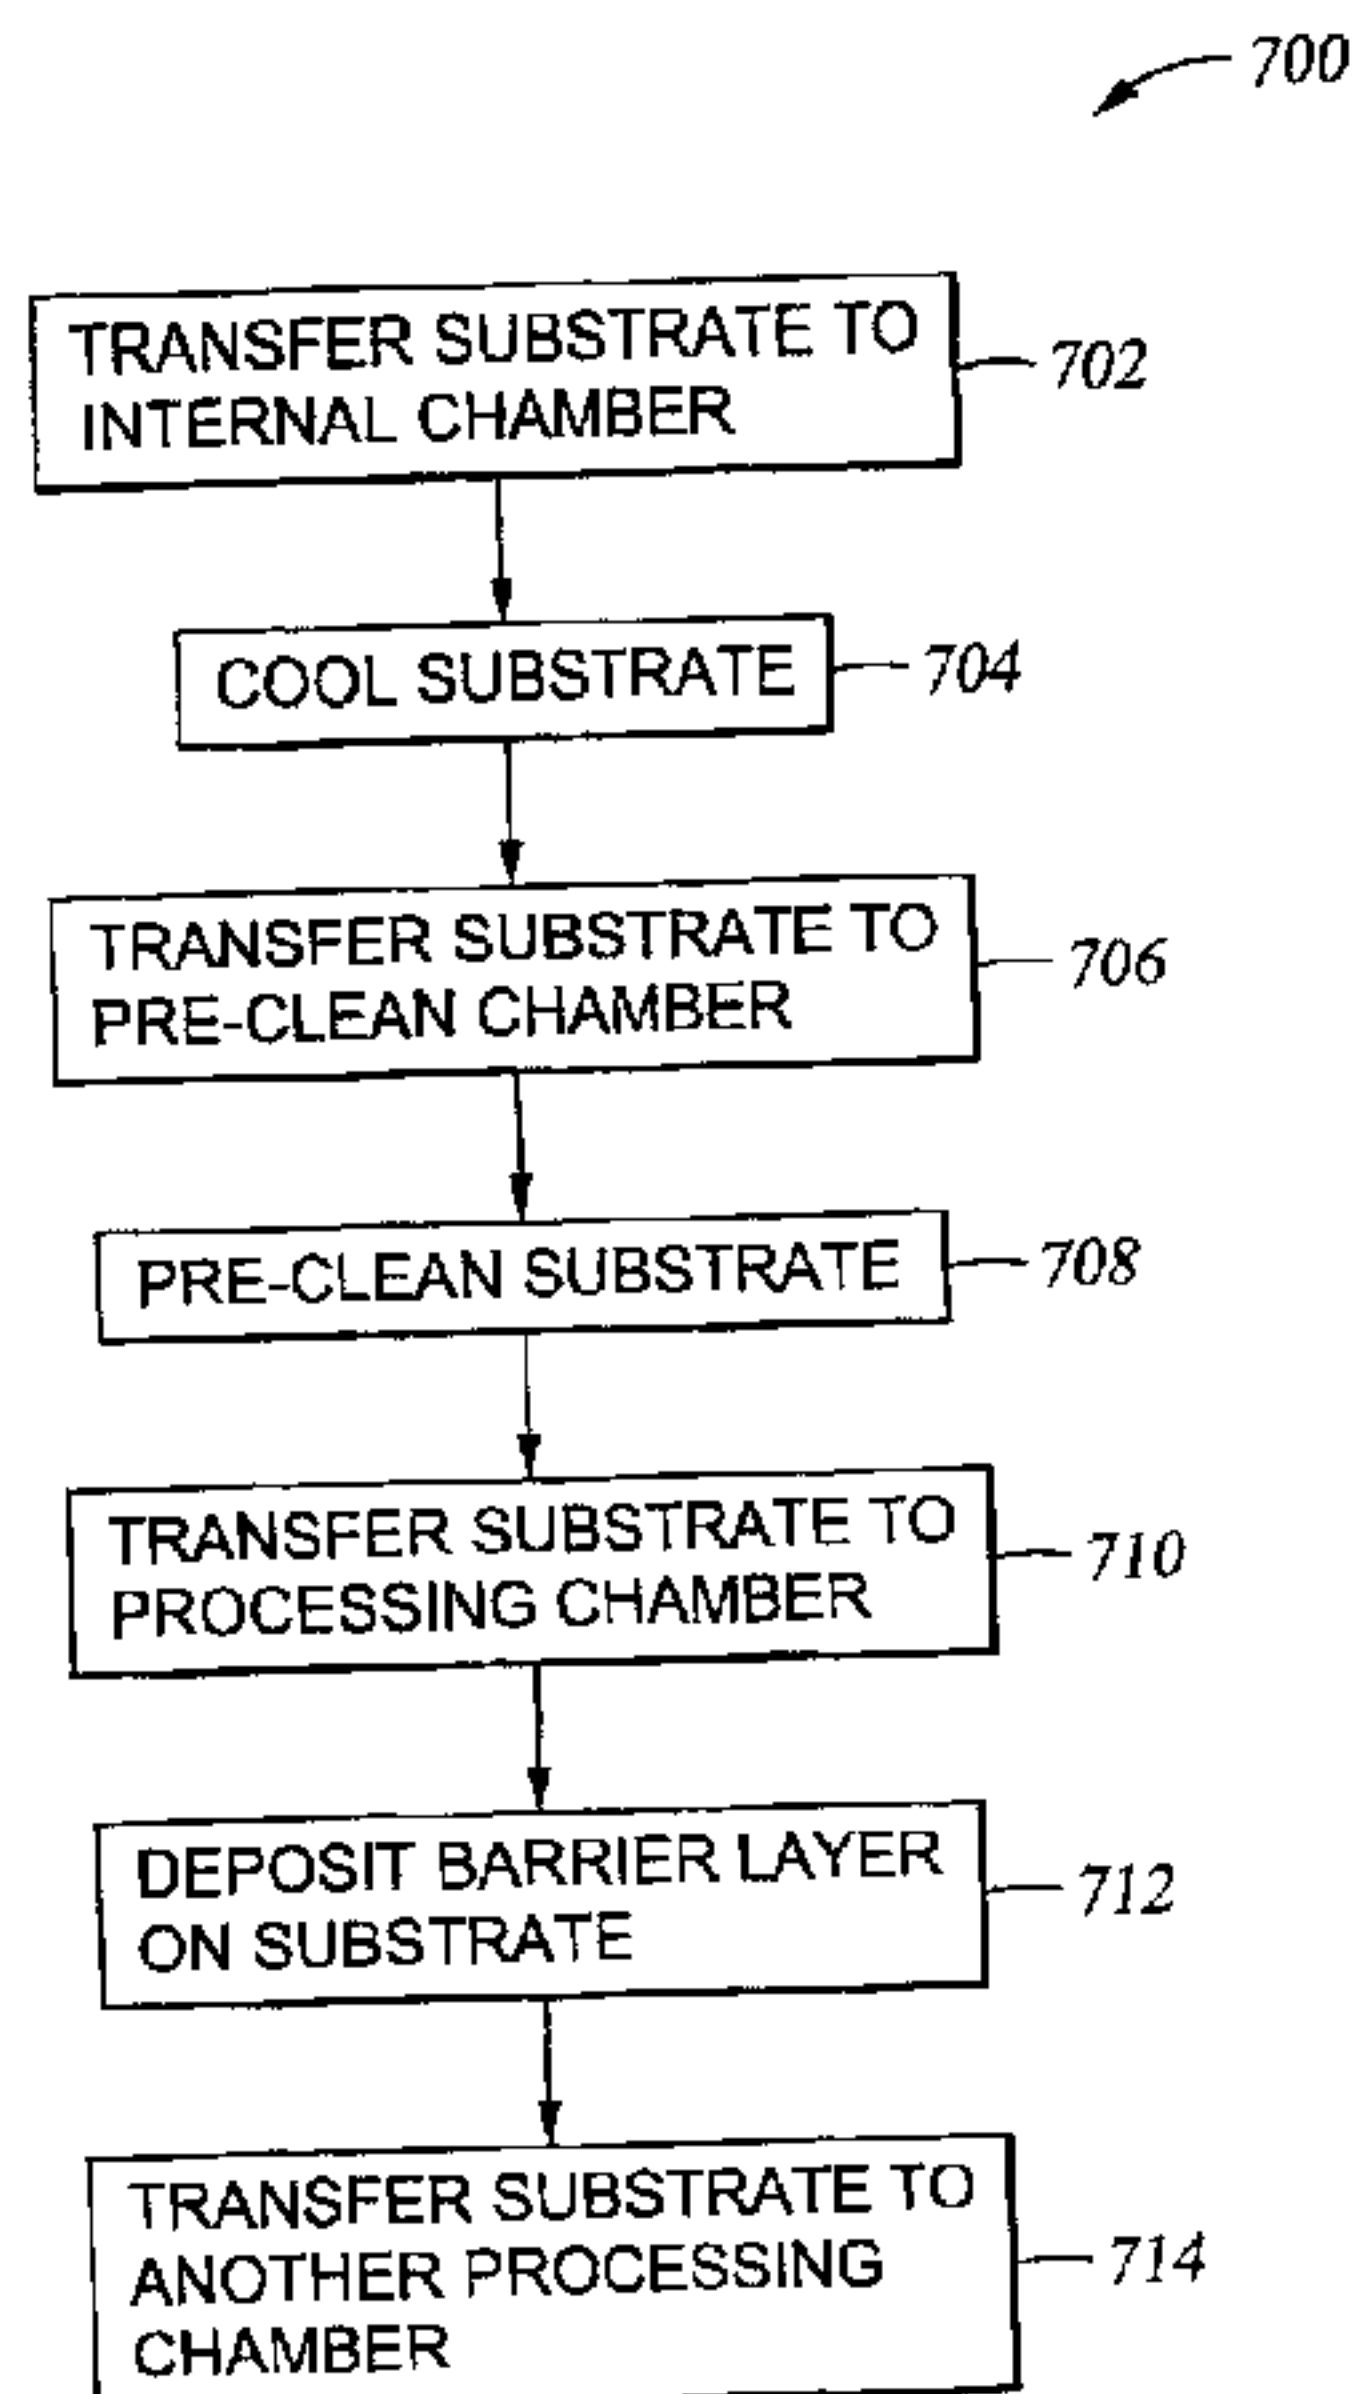 700
TRANSFER SUBSTRATE TO
INTERNAL CHAMBER
702
COOL SUBSTRATE
704
TRANSFER SUBSTRATE TO
PRE-CLEAN CHAMBER
706
PRE-CLEAN SUBSTRATE
708
TRANSFER SUBSTRATE TO
PROCESSING CHAMBER
710
DEPOSIT BARRIER LAYER
ON SUBSTRATE
712
TRANSFER SUBSTRATE TO
ANOTHER PROCESSING
CHAMBER
714